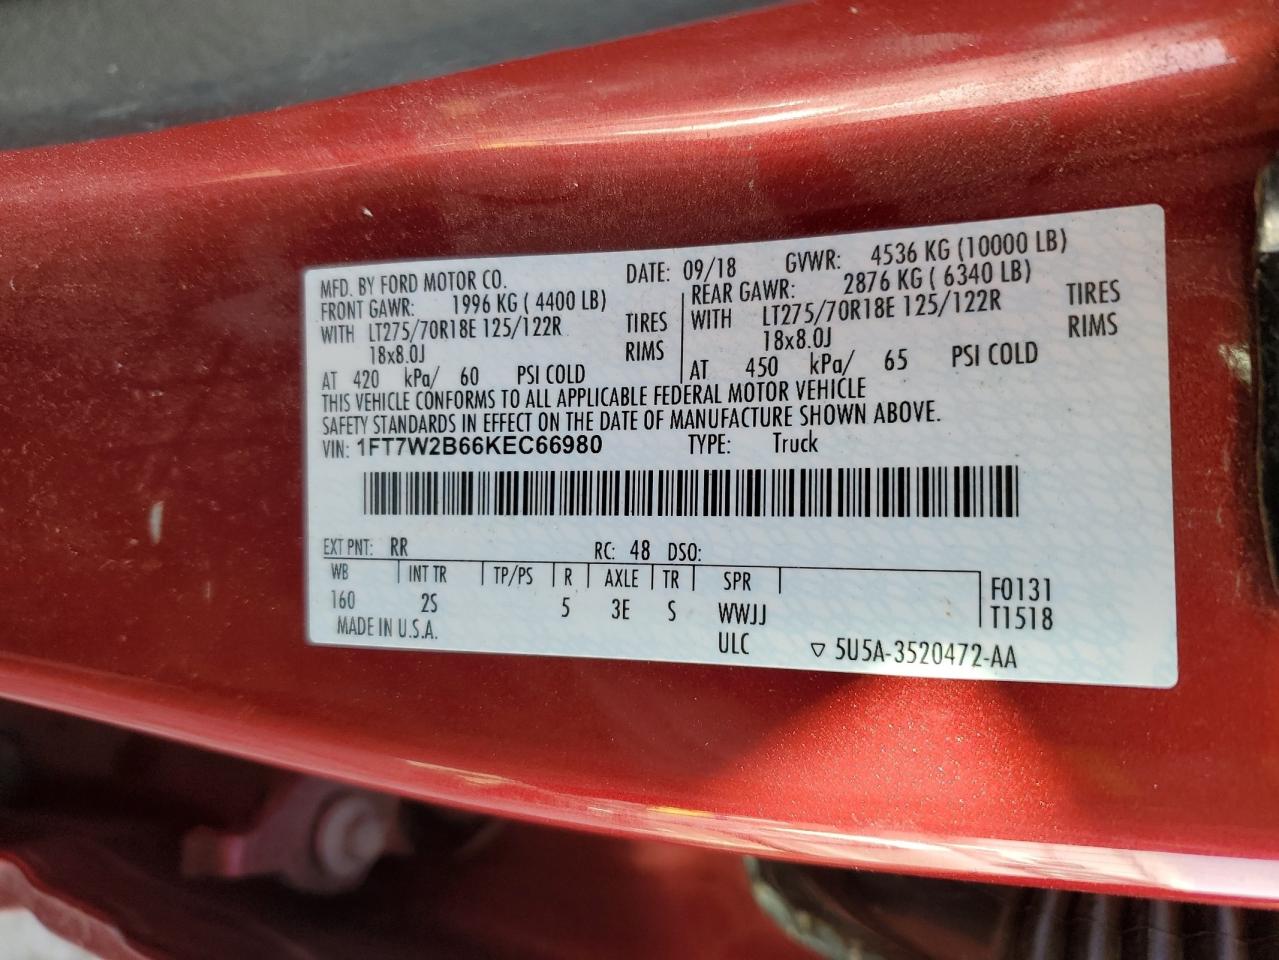 MFD. BY FORD MOTOR CO. DATE: 09/18 GVWR: 4536 KG (10000 LB)
FRONT GAWR: 1996 KG ( 4400 LB) REAR GAWR: 2876 KG ( 6340 LB)
WITH LT275/70R18E 125/122R TIRES WITH LT275/70R18E 125/122R TIRES
18x8.0J RIMS 18x8.0J RIMS
AT 420 kPa/ 60 PSI COLD AT 450 kPa/ 65 PSI COLD
THIS VEHICLE CONFORMS TO ALL APPLICABLE FEDERAL MOTOR VEHICLE
SAFETY STANDARDS IN EFFECT ON THE DATE OF MANUFACTURE SHOWN ABOVE.
VIN: 1FT7W2B66KEC66980 TYPE: Truck
EXT PNT: RR RC: 48 DSO:
WB INT TR TP/PS R AXLE TR SPR F0131
160 2S 5 3E S WWJJ T1518
MADE IN U.S.A. ULC ▽ 5U5A-3520472-AA